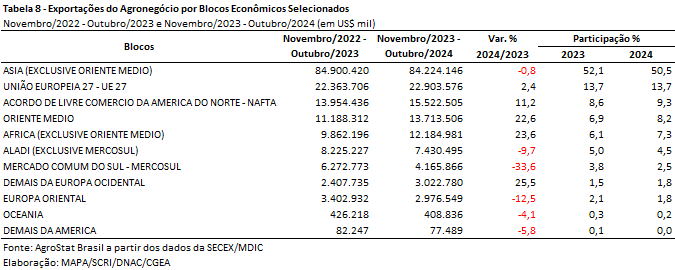 Tabela 8 - Exportações do Agronegócio por Blocos Econômicos Selecionados
Novembro/2022 - Outubro/2023 e Novembro/2023 - Outubro/2024 (em US$ mil)
Blocos Novembro/2022 - Outubro/2023 Novembro/2023 - Outubro/2024 Var. % 2024/2023 Participação % 2023 2024
ASIA (EXCLUSIVE ORIENTE MEDIO) 84.900.420 84.224.146 -0,8 52,1 50,5
UNIÃO EUROPEIA 27 - UE 27 22.363.706 22.903.576 2,4 13,7 13,7
ACORDO DE LIVRE COMERCIO DA AMERICA DO NORTE - NAFTA 13.954.436 15.522.505 11,2 8,6 9,3
ORIENTE MEDIO 11.188.312 13.713.506 22,6 6,9 8,2
AFRICA (EXCLUSIVE ORIENTE MEDIO) 9.862.196 12.184.981 23,6 6,1 7,3
ALADI (EXCLUSIVE MERCOSUL) 8.225.227 7.430.495 -9,7 5,0 4,5
MERCADO COMUM DO SUL - MERCOSUL 6.272.773 4.165.866 -33,6 3,8 2,5
DEMAIS DA EUROPA OCIDENTAL 2.407.735 3.022.780 25,5 1,5 1,8
EUROPA ORIENTAL 3.402.932 2.976.549 -12,5 2,1 1,8
OCEANIA 426.218 408.836 -4,1 0,3 0,2
DEMAIS DA AMERICA 82.247 77.489 -5,8 0,1 0,0
Fonte: AgroStat Brasil a partir dos dados da SECEX/MDIC
Elaboração: MAPA/SCRI/DNAC/CGEA